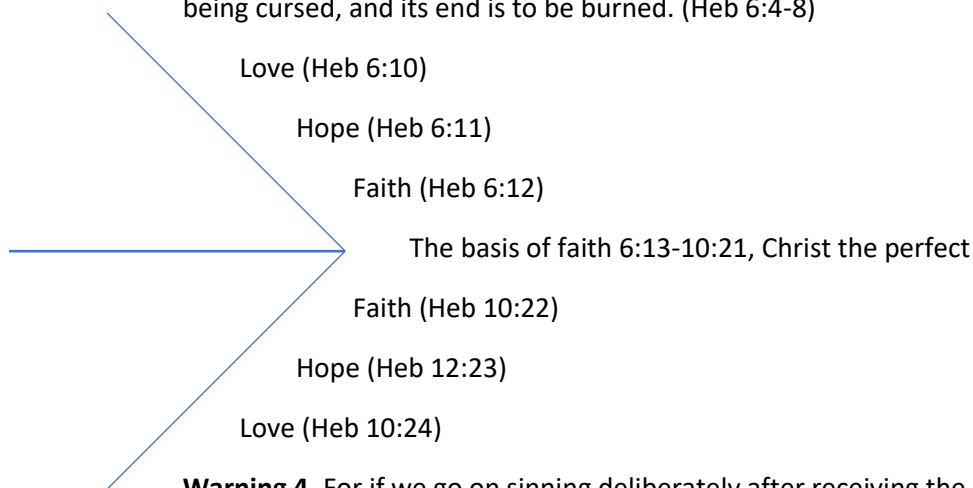 being cursed, and its end is to be burned. (Heb 6:4-8)
Love (Heb 6:10)
Hope (Heb 6:11)
Faith (Heb 6:12)
The basis of faith 6:13-10:21, Christ the perfect
Faith (Heb 10:22)
Hope (Heb 12:23)
Love (Heb 10:24)
Warning 4. For if we go on sinning deliberately after receiving the